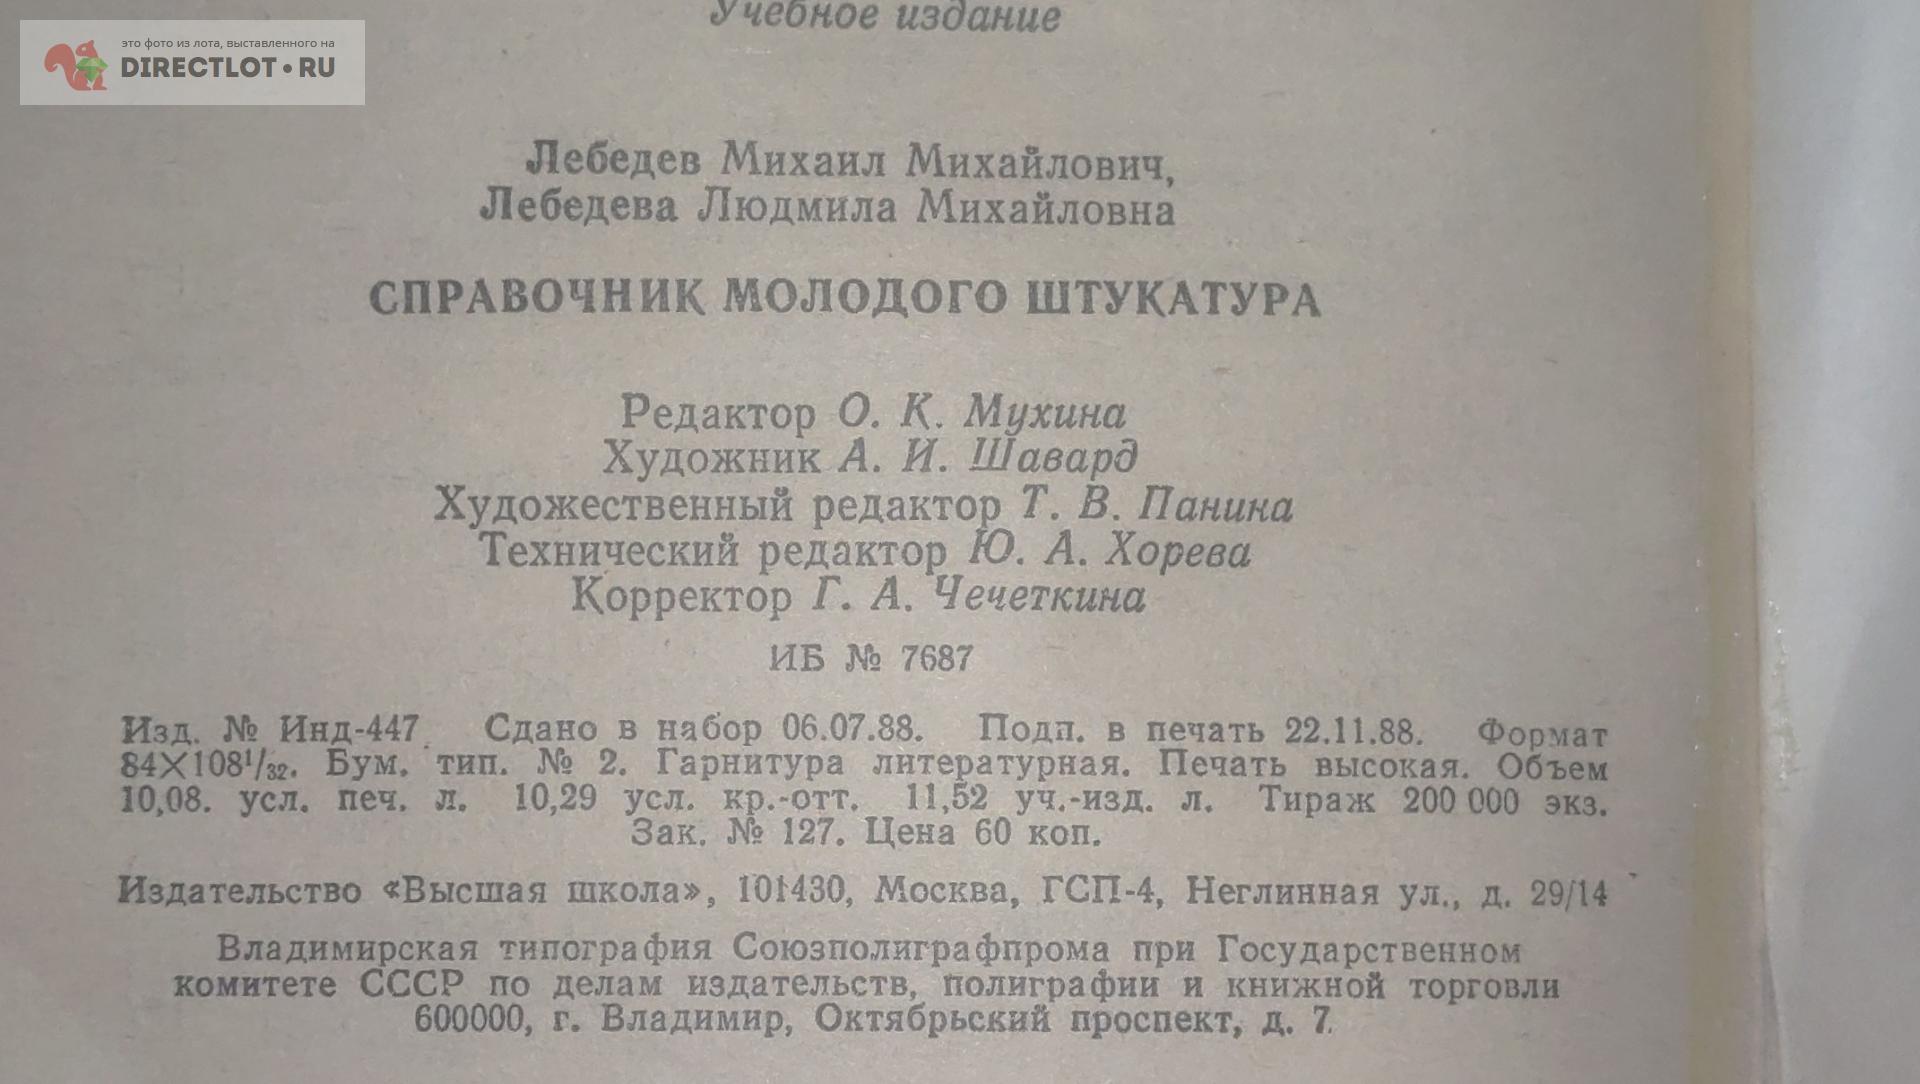 это фото из лота, выставленного на
DIRECTLOT•RU
Учебное издание
Лебедев Михаил Михайлович,
Лебедева Людмила Михайловна
СПРАВОЧНИК МОЛОДОГО ШТУКАТУРА
Редактор О. К. Мухина
Художник А. И. Шавард
Художественный редактор Т. В. Панина
Технический редактор Ю. А. Хорева
Корректор Г. А. Чечеткина
ИБ № 7687
Изд. № Инд-447. Сдано в набор 06.07.88. Подп. в печать 22.11.88. Формат
84×108¹/₃₂. Бум. тип. № 2. Гарнитура литературная. Печать высокая. Объем
10,08. усл. печ. л. 10,29 усл. кр.-отт. 11,52 уч.-изд. л. Тираж 200 000 экз.
Зак. № 127. Цена 60 коп.
Издательство «Высшая школа», 101430, Москва, ГСП-4, Неглинная ул., д. 29/14
Владимирская типография Союзполиграфпрома при Государственном
комитете СССР по делам издательств, полиграфии и книжной торговли
600000, г. Владимир, Октябрьский проспект, д. 7.